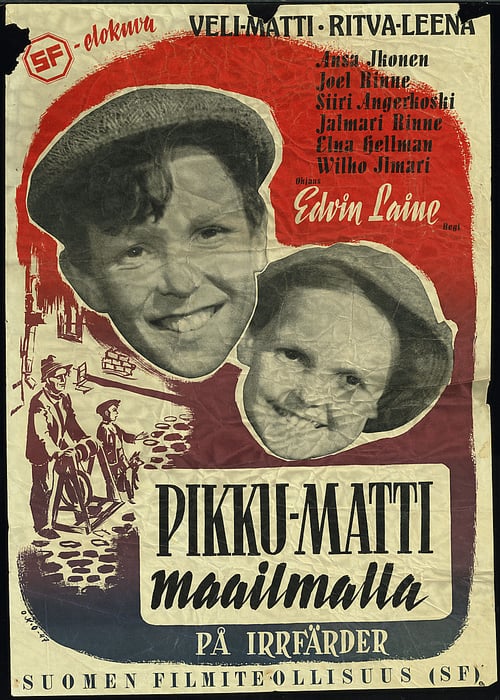 SF -elokuva
VELI-MATTI · RITVA-LEENA
Ansa Ikonen
Joel Rinne
Siiri Angerkoski
Jalmari Rinne
Elna Hellman
Wilho Ilmari
Ohjaus
Edvin Laine
Regi
PIKKU-MATTI
maailmalla
PÅ IRRFÄRDER
SUOMEN FILMITEOLLISUUS (SF)